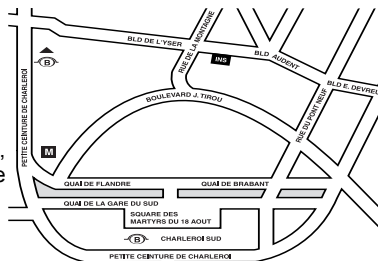 BLD DE L'YSER
RUE DE LA MONTAGNE
INS
BLD AUDENT
BLD E. DEVREU
B
BOULEVARD J. TIROU
RUE DU PONT NEUF
PETITE CEINTURE DE CHARLEROI
M
,
e
QUAI DE FLANDRE
QUAI DE BRABANT
QUAI DE LA GARE DU SUD
SQUARE DES
MARTYRS DU 18 AOUT
B
CHARLEROI SUD
PETITE CEINTURE DE CHARLEROI